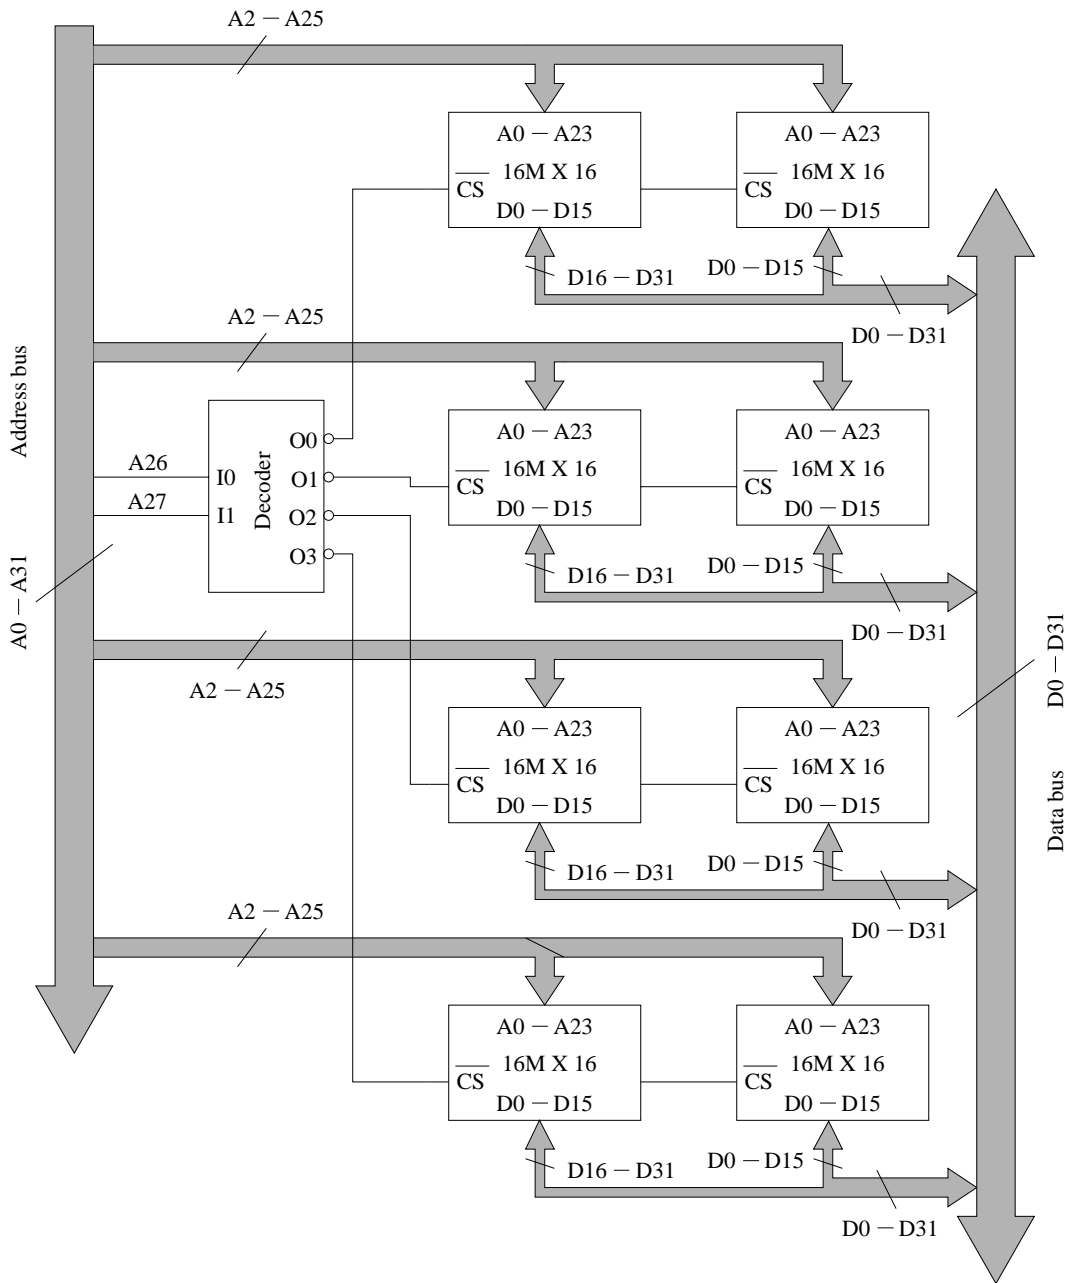 A2 — A25
A0 — A23
CS 16M X 16
D0 — D15
A0 — A23
CS 16M X 16
D0 — D15
D16 — D31
D0 — D15
D0 — D31
A2 — A25
A0 — A23
CS 16M X 16
D0 — D15
A0 — A23
CS 16M X 16
D0 — D15
D16 — D31
D0 — D15
D0 — D31
Address bus
A0 — A31
A26
A27
I0
I1
Decoder
O0
O1
O2
O3
A2 — A25
A0 — A23
CS 16M X 16
D0 — D15
A0 — A23
CS 16M X 16
D0 — D15
D16 — D31
D0 — D15
D0 — D31
D0 — D31
Data bus
A2 — A25
A0 — A23
CS 16M X 16
D0 — D15
A0 — A23
CS 16M X 16
D0 — D15
D16 — D31
D0 — D15
D0 — D31